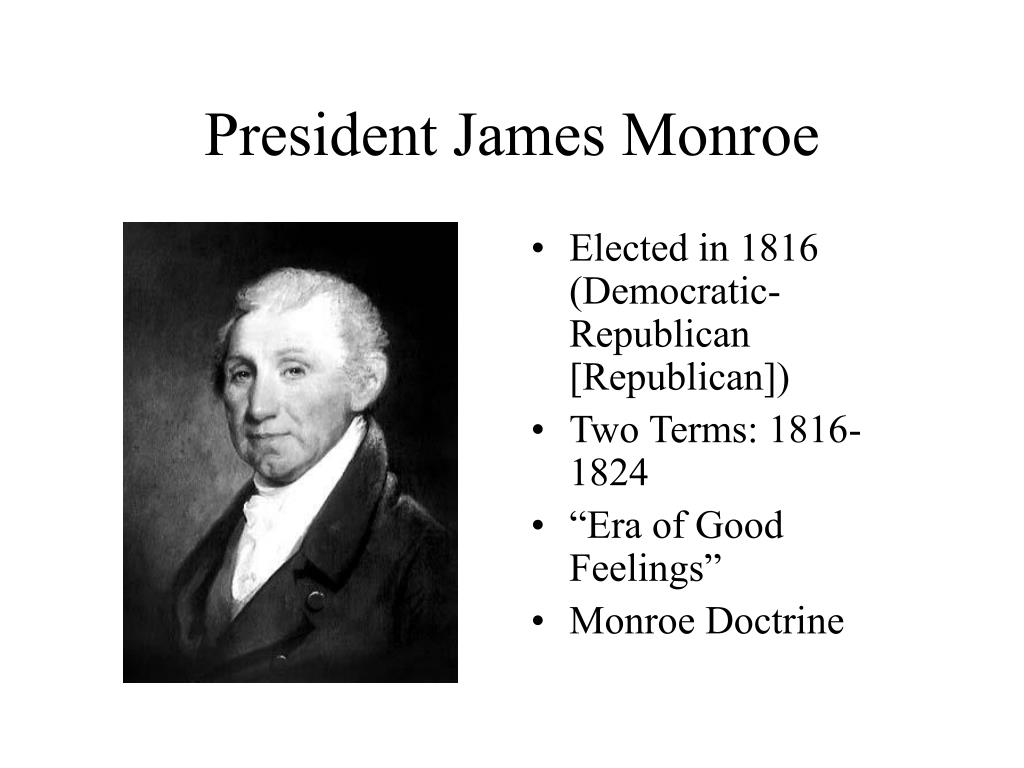 President James Monroe
• Elected in 1816
(Democratic-
Republican
[Republican])
• Two Terms: 1816-
1824
• “Era of Good
Feelings”
• Monroe Doctrine